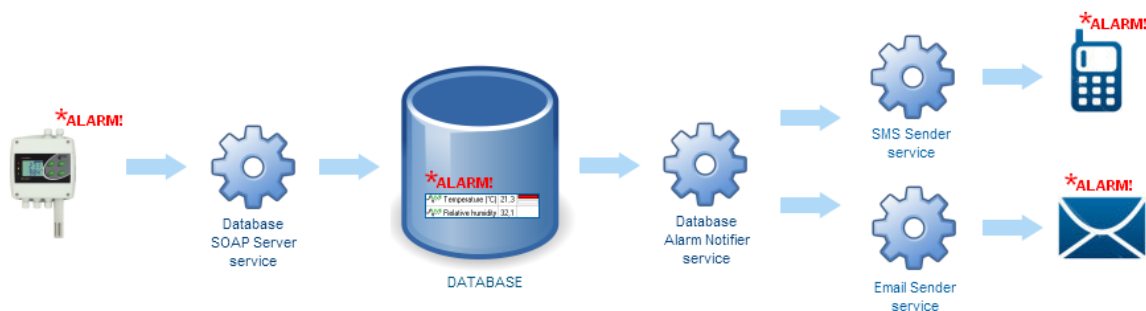 *ALARM!
Database
SOAP Server
service
*ALARM!
Temperature [°C] 21,3
Relative humidity 32,1
DATABASE
Database
Alarm Notifier
service
SMS Sender
service
*ALARM!
Email Sender
service
*ALARM!